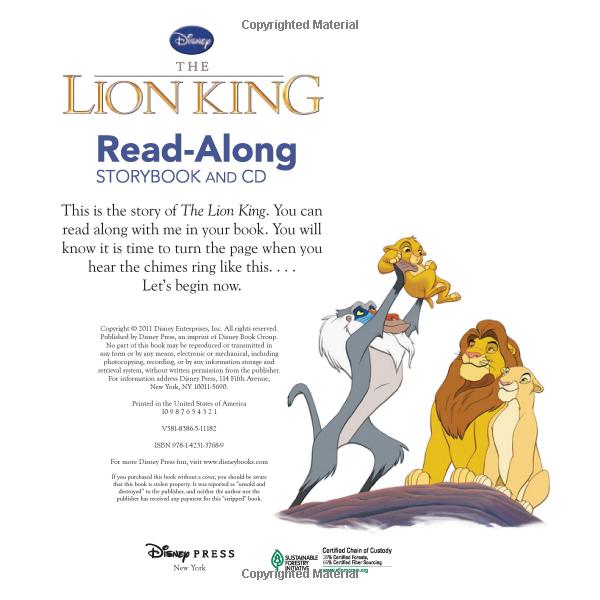 Copyrighted Material
Disney
THE
LION KING
Read-Along
STORYBOOK AND CD
This is the story of The Lion King. You can
read along with me in your book. You will
know it is time to turn the page when you
hear the chimes ring like this. . . .
Let's begin now.
Copyright © 2011 Disney Enterprises, Inc. All rights reserved.
Published by Disney Press, an imprint of Disney Book Group.
No part of this book may be reproduced or transmitted in
any form or by any means, electronic or mechanical, including
photocopying, recording, or by any information storage and
retrieval system, without written permission from the publisher.
For information address Disney Press, 114 Fifth Avenue,
New York, NY 10011-5690.
Printed in the United States of America
10 9 8 7 6 5 4 3 2 1
V381-8386-5-11182
ISBN 978-1-4231-3768-9
For more Disney Press fun, visit www.disneybooks.com
If you purchased this book without a cover, you should be aware
that this book is stolen property. It was reported as "unsold and
destroyed" to the publisher, and neither the author nor the
publisher has received any payment for this "stripped" book.
Disney PRESS
New York
SUSTAINABLE
FORESTRY
INITIATIVE
Certified Chain of Custody
Certified Fiber Sourcing
Copyrighted Material